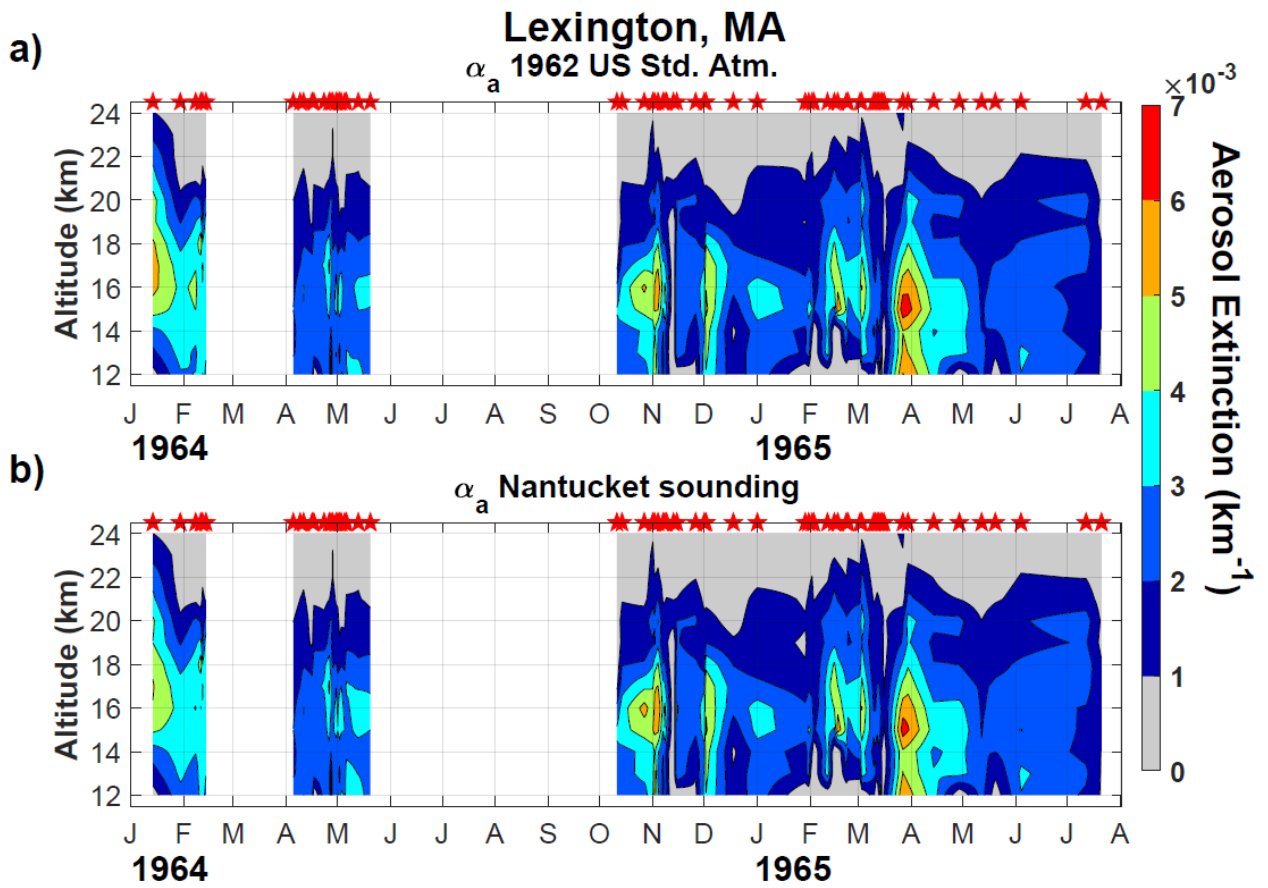 Lexington, MA
a)
αa 1962 US Std. Atm.
×10-3
7
6
5
4
3
2
1
0
Aerosol Extinction (km-1)
Altitude (km)
24
22
20
18
16
14
12
J F M A M J J A S O N D J F M A M J J A
1964 1965
b)
αa Nantucket sounding
Altitude (km)
24
22
20
18
16
14
12
J F M A M J J A S O N D J F M A M J J A
1964 1965